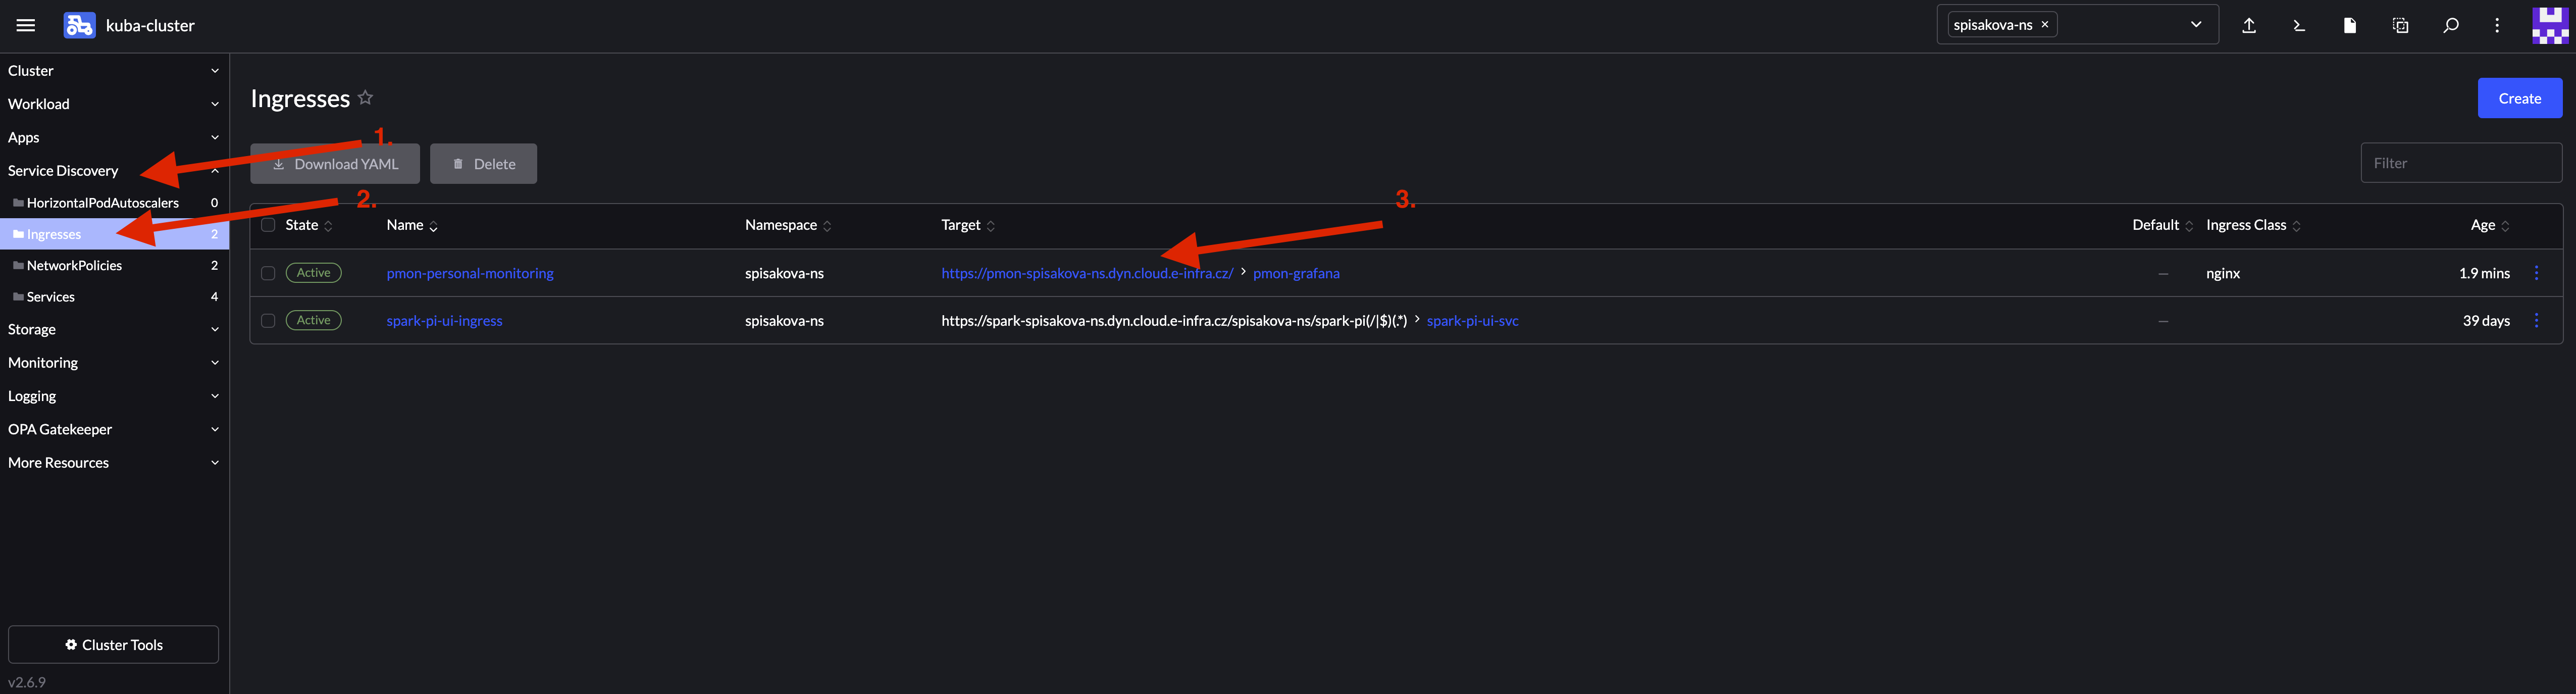 kuba-cluster
spisakova-ns ×
Cluster
Workload
Apps
Service Discovery
HorizontalPodAutoscalers 0
Ingresses 2
NetworkPolicies 2
Services 4
Storage
Monitoring
Logging
OPA Gatekeeper
More Resources
Cluster Tools
v2.6.9
Ingresses
Create
1.
Download YAML Delete
Filter
2.
3.
State Name Namespace Target Default Ingress Class Age
Active pmon-personal-monitoring spisakova-ns https://pmon-spisakova-ns.dyn.cloud.e-infra.cz/ > pmon-grafana — nginx 1.9 mins
Active spark-pi-ui-ingress spisakova-ns https://spark-spisakova-ns.dyn.cloud.e-infra.cz/spisakova-ns/spark-pi(/|$)(.*) > spark-pi-ui-svc — 39 days